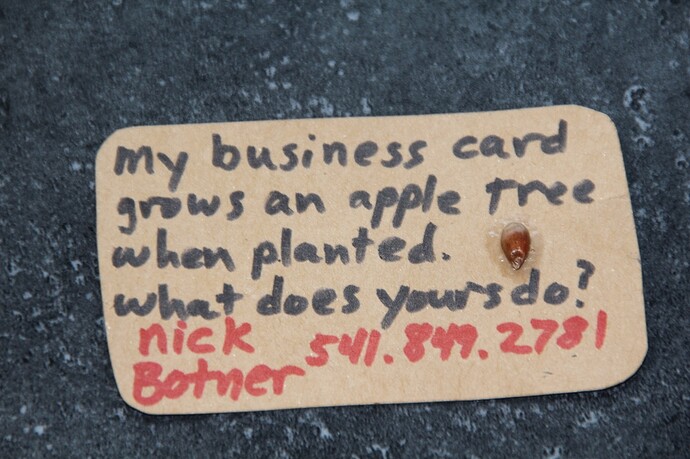 My business card
grows an apple tree
when planted.
what does yours do?
nick 541.849.2781
Botner